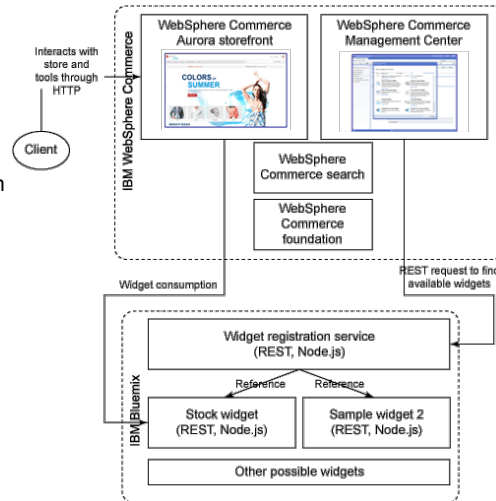 WebSphere Commerce
Aurora storefront
WebSphere Commerce
Management Center
Interacts with
store and
tools through
HTTP
COLORS
SUMMER
IBM WebSphere Commerce
Client
WebSphere
Commerce search
WebSphere
Commerce
foundation
Widget consumption
REST request to find
available widgets
Widget registration service
(REST, Node.js)
Reference
Reference
IBM Bluemix
Stock widget
(REST, Node.js)
Sample widget 2
(REST, Node.js)
Other possible widgets